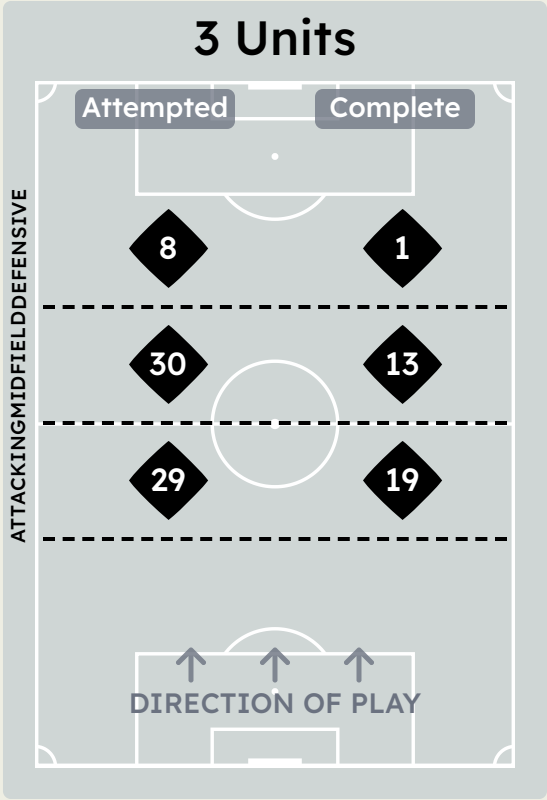 3 Units
Attempted
Complete
ATTACKINGMIDFIELDDEFENSIVE
8
1
30
13
29
19
DIRECTION OF PLAY